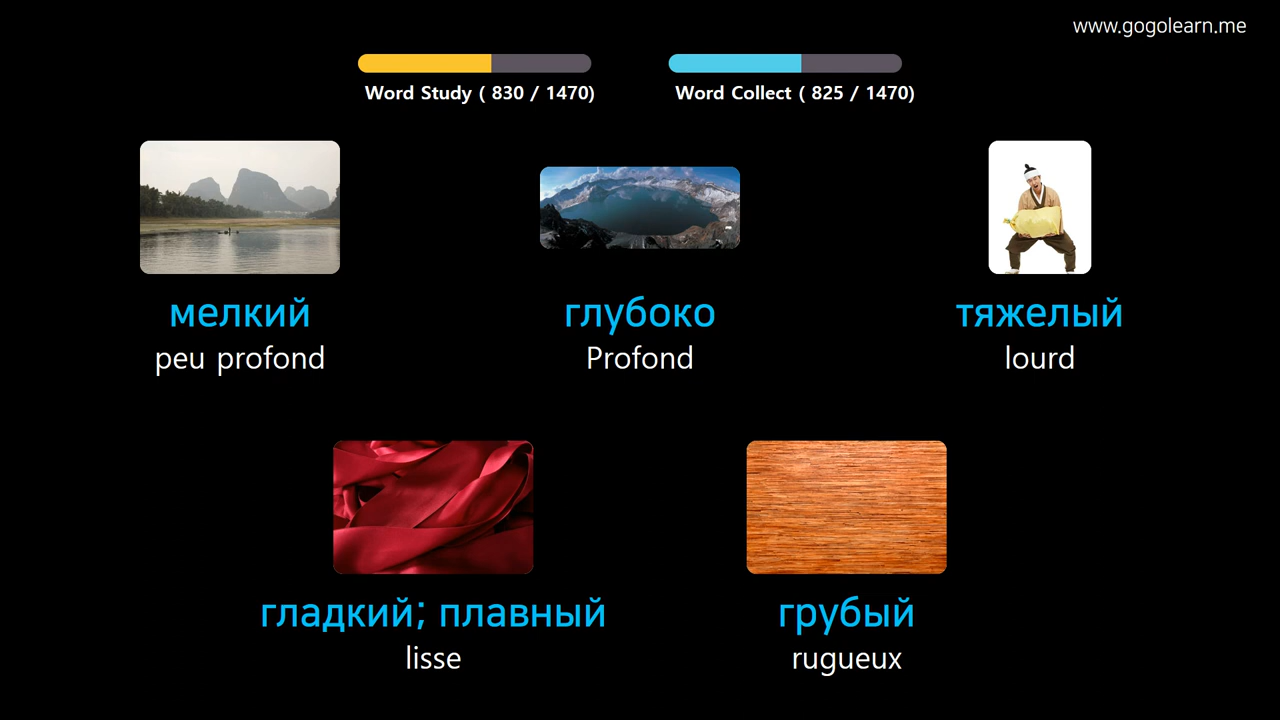 www.gogolearn.me
Word Study ( 830 / 1470)
Word Collect ( 825 / 1470)
мелкий
peu profond
глубоко
Profond
тяжелый
lourd
гладкий; плавный
lisse
грубый
rugueux